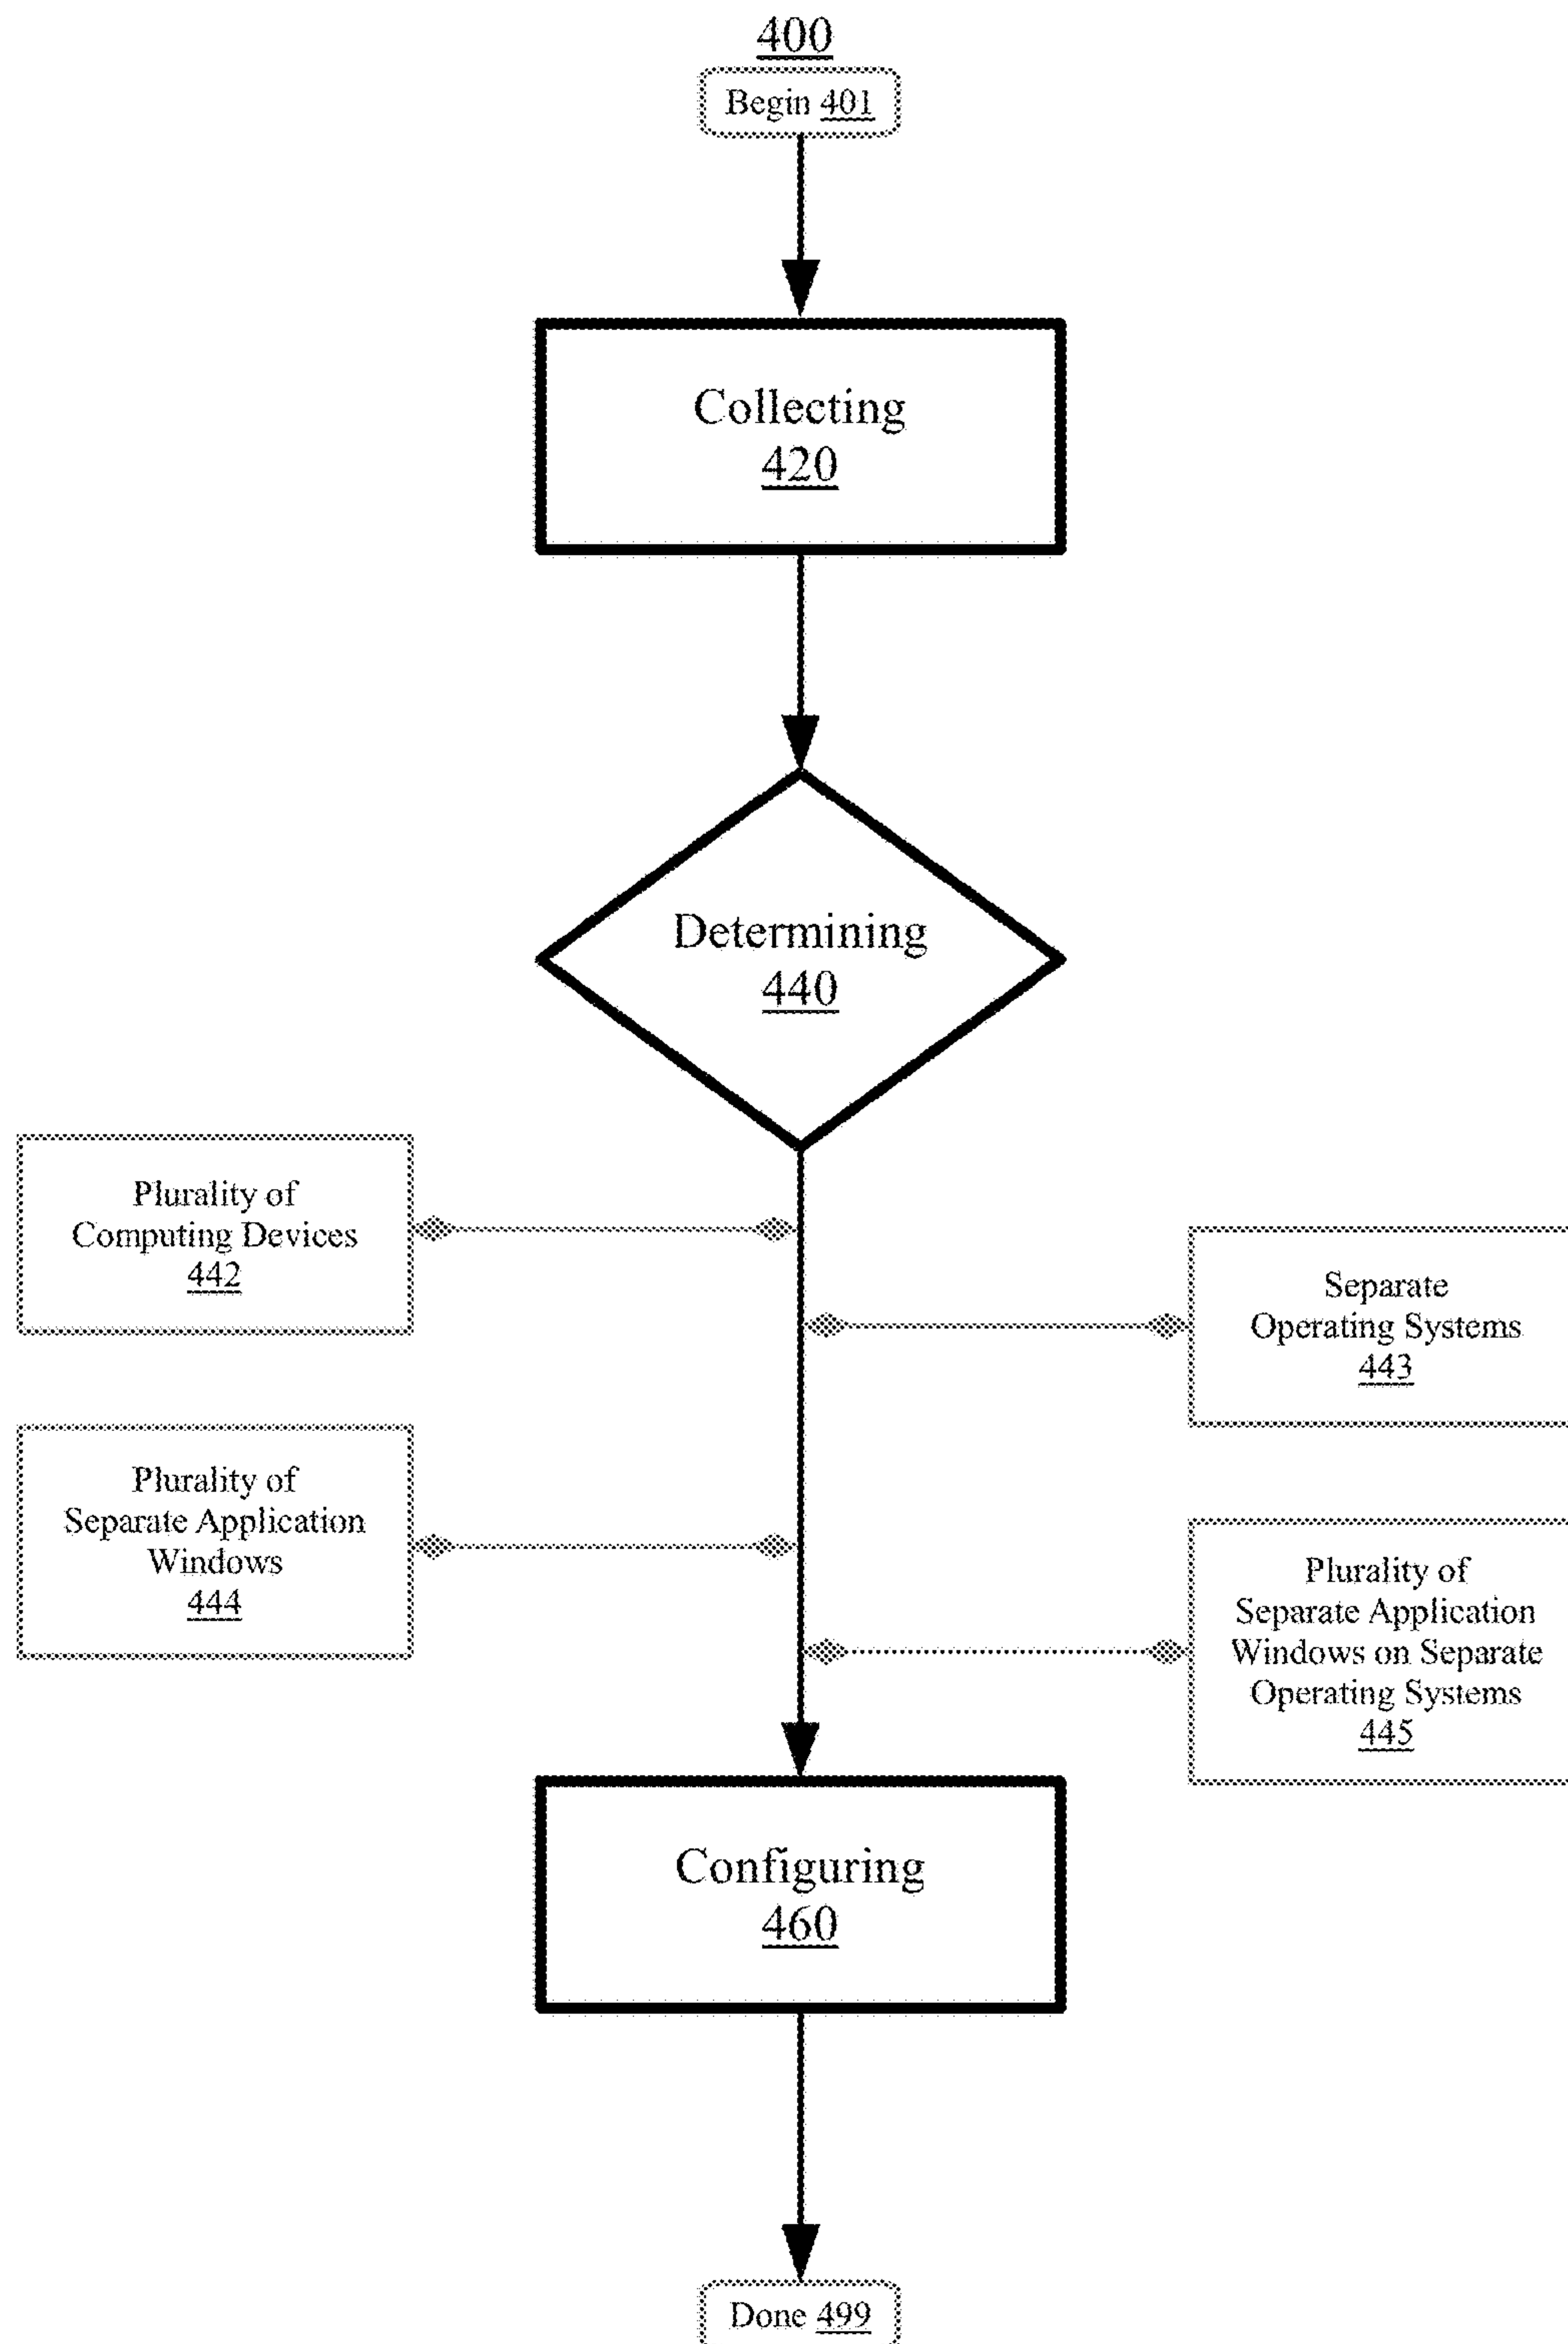 400
Begin 401
Collecting
420
Determining
440
Plurality of
Computing Devices
442
Separate
Operating Systems
443
Plurality of
Separate Application
Windows
444
Plurality of
Separate Application
Windows on Separate
Operating Systems
445
Configuring
460
Done 499